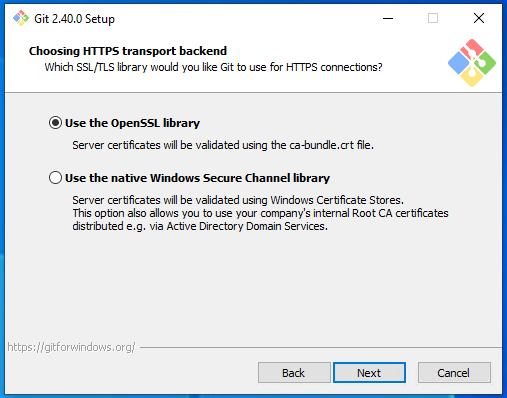 Git 2.40.0 Setup
Choosing HTTPS transport backend
Which SSL/TLS library would you like Git to use for HTTPS connections?
Use the OpenSSL library
Server certificates will be validated using the ca-bundle.crt file.
Use the native Windows Secure Channel library
Server certificates will be validated using Windows Certificate Stores.
This option also allows you to use your company's internal Root CA certificates
distributed e.g. via Active Directory Domain Services.
https://gitforwindows.org/
Back Next Cancel